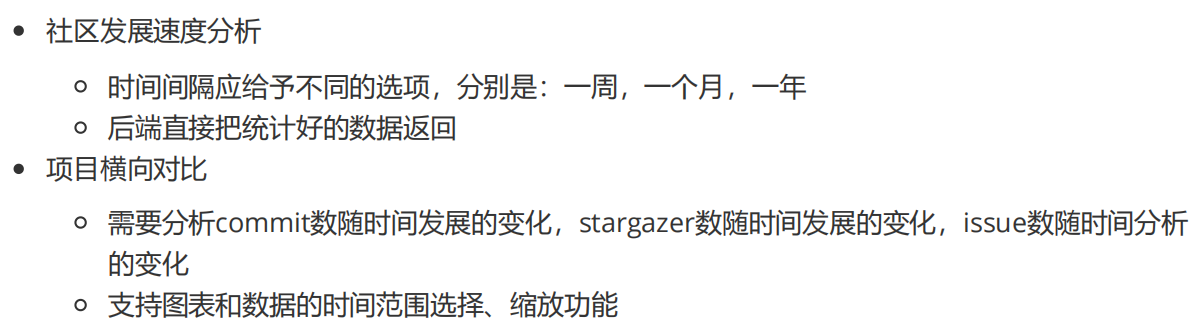 社区发展速度分析
时间间隔应给予不同的选项，分别是：一周，一个月，一年
后端直接把统计好的数据返回
项目横向对比
需要分析commit数随时间发展的变化，stargazer数随时间发展的变化，issue数随时间分析
的变化
支持图表和数据的时间范围选择、缩放功能